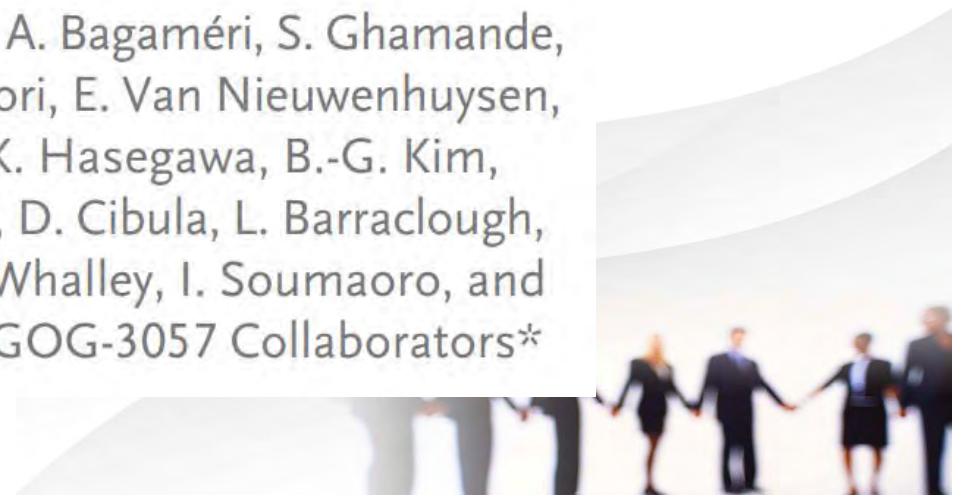 A. Bagaméri, S. Ghamande,
ori, E. Van Nieuwenhuysen,
K. Hasegawa, B.-G. Kim,
, D. Cibula, L. Barraclough,
Whalley, I. Soumaoro, and
GOG-3057 Collaborators*